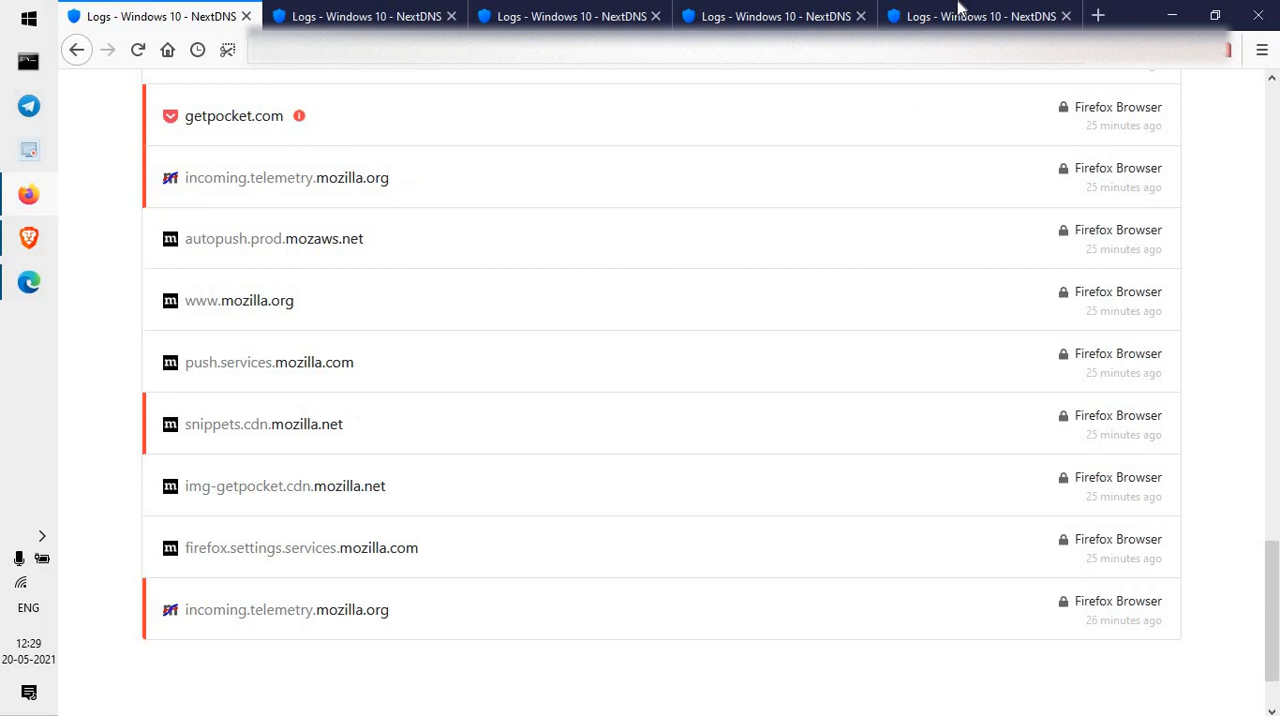 Logs - Windows 10 - NextDNS
Logs - Windows 10 - NextDNS
Logs - Windows 10 - NextDNS
Logs - Windows 10 - NextDNS
Logs - Windows 10 - NextDNS
getpocket.com
Firefox Browser
25 minutes ago
incoming.telemetry.mozilla.org
Firefox Browser
25 minutes ago
autopush.prod.mozaws.net
Firefox Browser
25 minutes ago
www.mozilla.org
Firefox Browser
25 minutes ago
push.services.mozilla.com
Firefox Browser
25 minutes ago
snippets.cdn.mozilla.net
Firefox Browser
25 minutes ago
img-getpocket.cdn.mozilla.net
Firefox Browser
25 minutes ago
firefox.settings.services.mozilla.com
Firefox Browser
25 minutes ago
incoming.telemetry.mozilla.org
Firefox Browser
26 minutes ago
ENG
12:29
20-05-2021